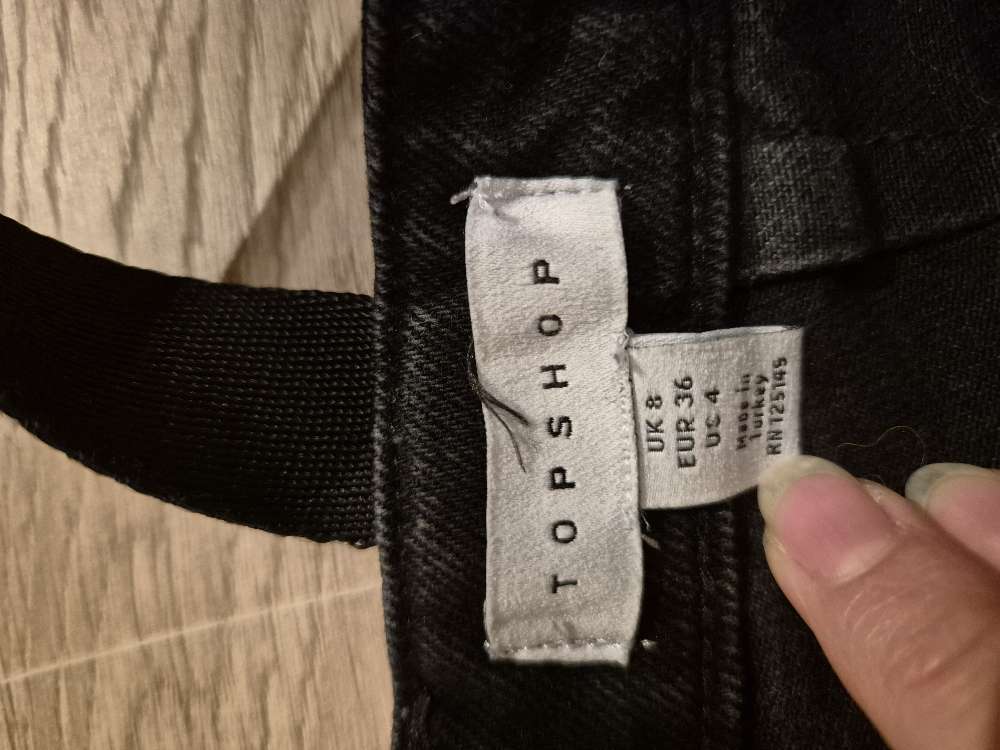 TOPSHOP
UK 8
EUR 36
US 4
Made in
Turkey
RN 125145